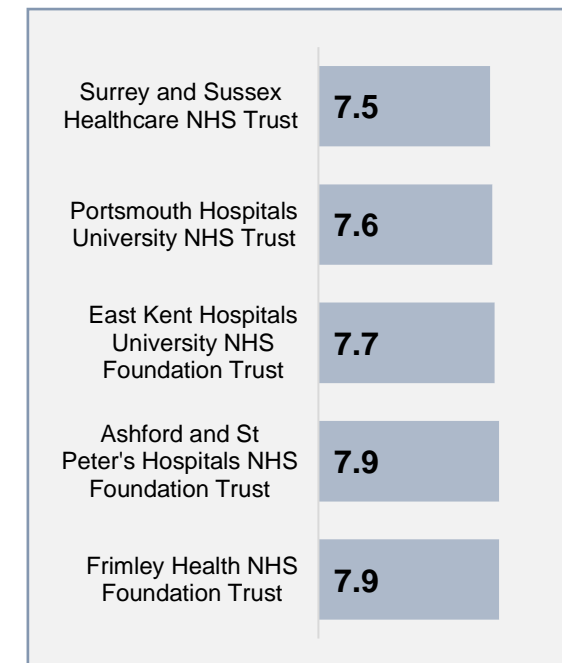 Surrey and Sussex
Healthcare NHS Trust
7.5
Portsmouth Hospitals
University NHS Trust
7.6
East Kent Hospitals
University NHS
Foundation Trust
7.7
Ashford and St
Peter's Hospitals NHS
Foundation Trust
7.9
Frimley Health NHS
Foundation Trust
7.9